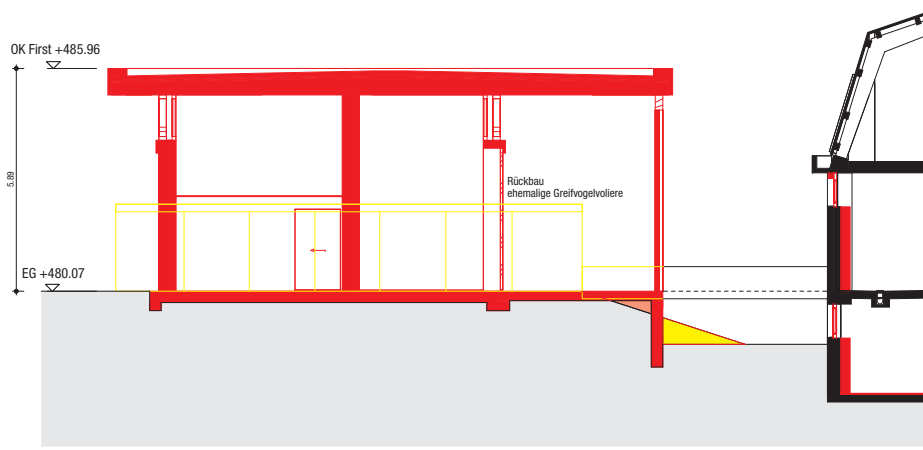 OK First +485.96
5.89
Rückbau
ehemalige Greifvogelvoliere
EG +480.07